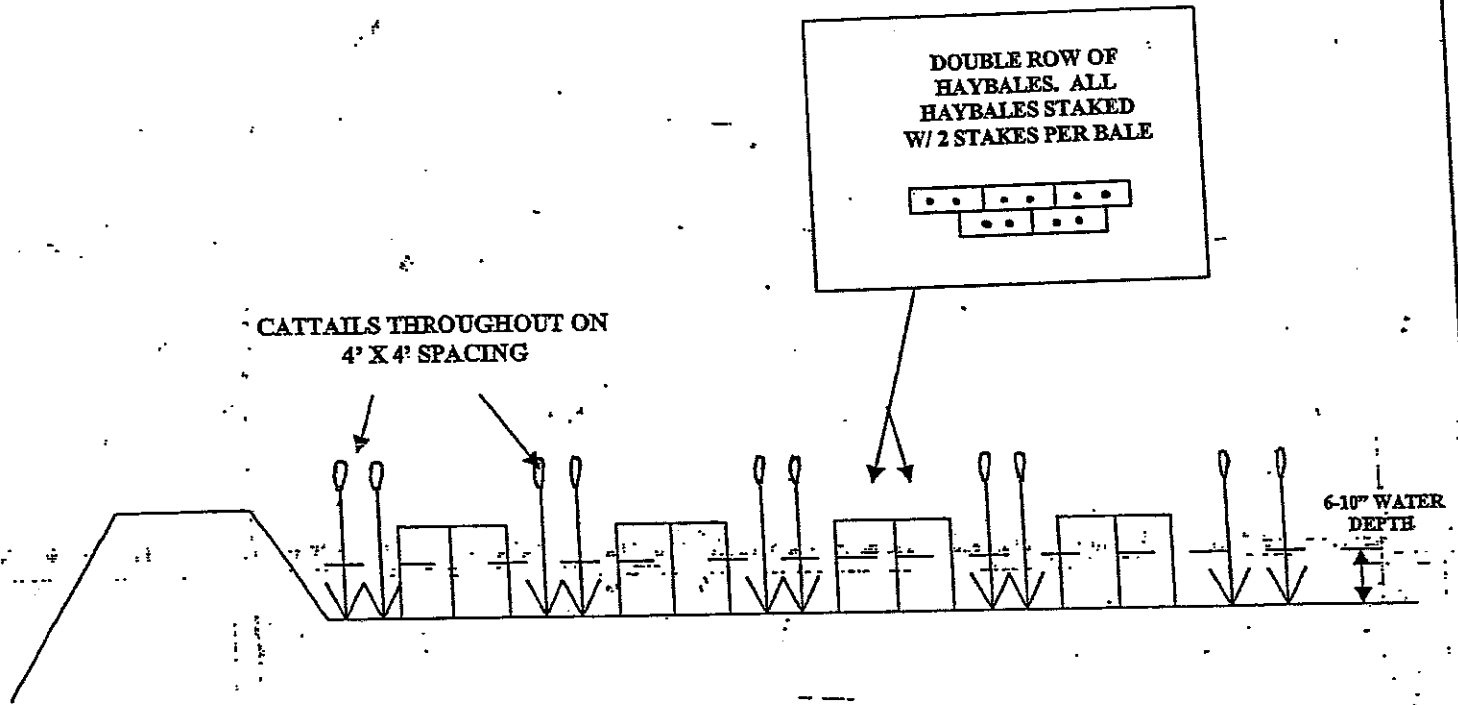 DOUBLE ROW OF
HAYBALES. ALL
HAYBALES STAKED
W/ 2 STAKES PER BALE
CATTAILS THROUGHOUT ON
4' X 4' SPACING
6-10" WATER
DEPTH